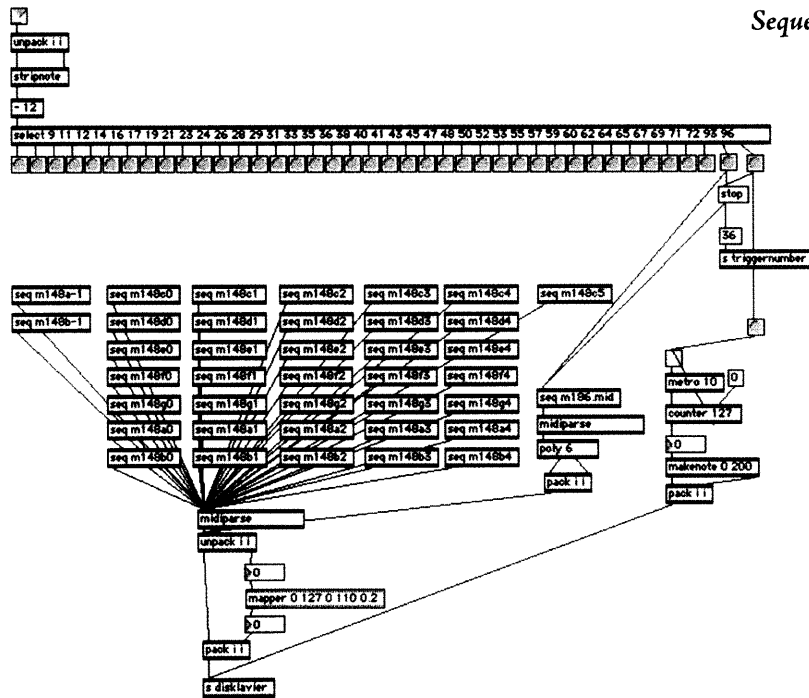 Seque
unpack i i
stripnote
- 12
select 9 11 12 14 16 17 19 21 23 24 26 28 29 31 33 35 36 38 40 41 43 45 47 48 50 52 53 55 57 59 60 62 64 65 67 69 71 72 93 96
stop
36
s triggernumber
seq m148a-1 seq m148c0 seq m148c1 seq m148c2 seq m148c3 seq m148c4 seq m148c5
seq m148b-1 seq m148d0 seq m148d1 seq m148d2 seq m148d3 seq m148d4
seq m148e0 seq m148e1 seq m148e2 seq m148e3 seq m148e4
seq m148f0 seq m148f1 seq m148f2 seq m148f3 seq m148f4
seq m148g0 seq m148g1 seq m148g2 seq m148g3 seq m148g4
seq m148a0 seq m148a1 seq m148a2 seq m148a3 seq m148a4
seq m148b0 seq m148b1 seq m148b2 seq m148b3 seq m148b4
seq m186.mid
midiparse
poly 6
pack i i
metro 10
0
counter 127
0
makenote 0 200
pack i i
midiparse
unpack i i
0
mapper 0 127 0 110 0.2
0
pack i i
s disklavier